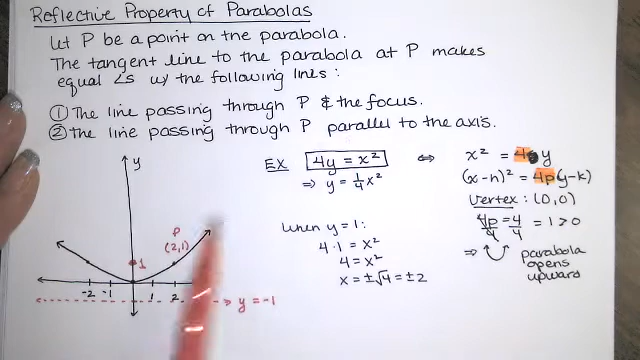 Reflective Property of Parabolas
Let P be a point on the parabola.
The tangent line to the parabola at P makes
equal ∠s w/ the following lines:
① The line passing through P & the focus.
② the line passing through P parallel to the axis.
EX 4y = x² ⇔ x² = 4 y
⇒ y = ¼x² (x-h)² = 4p(y-k)
Vertex: (0,0)
4p/4 = 4/4 = 1 > 0
⇒ parabola
opens
upward
When y = 1:
4·1 = x²
4 = x²
x = ±√4 = ±2
y
P
(2,1)
1
-2 -1 1 2
y = -1